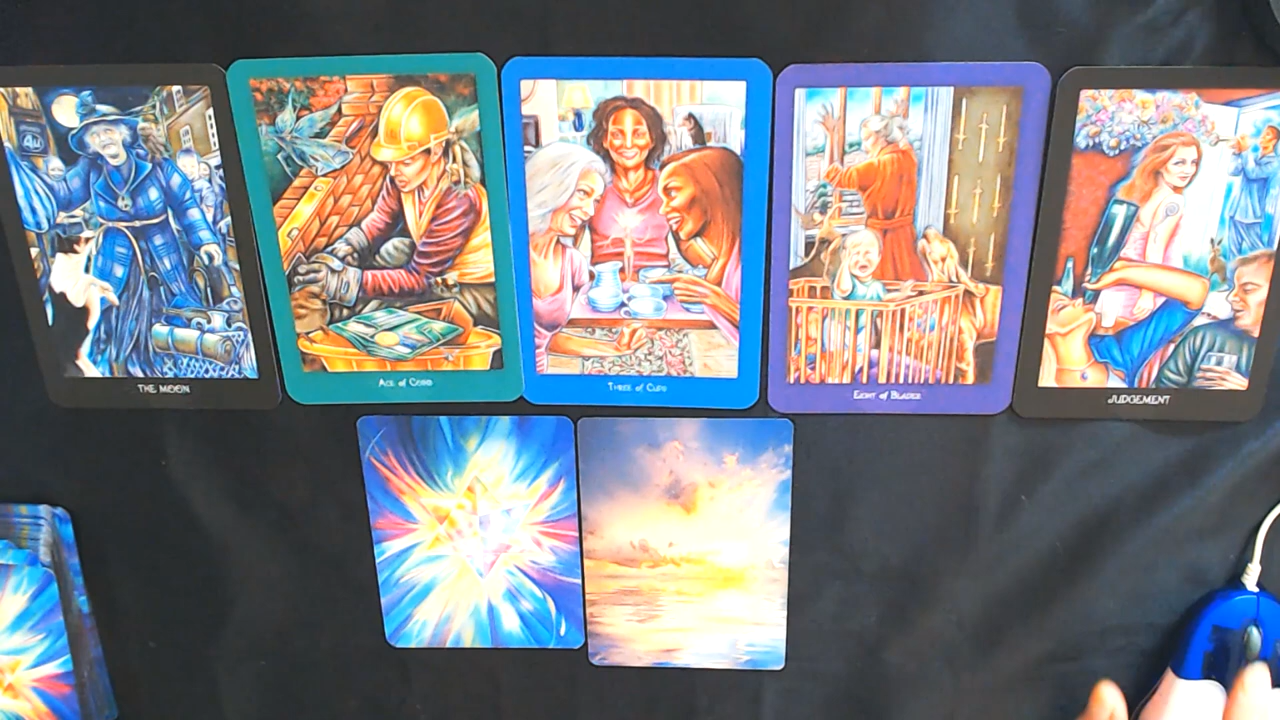 THE MOON
ACE of COINS
THREE of CUPS
EIGHT of BLADES
JUDGEMENT